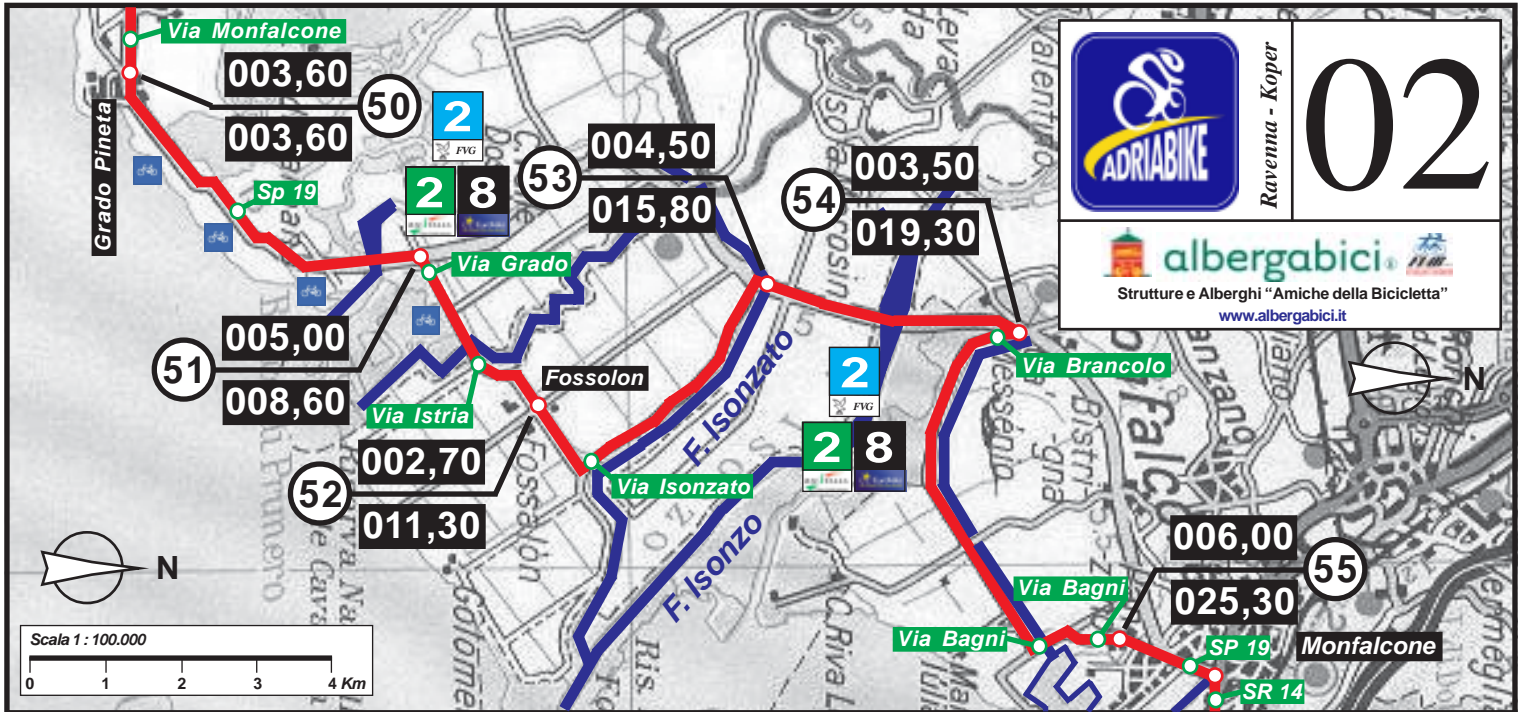 Via Monfalcone
003,60
50
003,60
Grado Pineta
Sp 19
2
FVG
2
8
Via Grado
005,00
51
008,60
Via Istria
Fossolon
002,70
52
011,30
Fossalón
Via Isonzato
53
004,50
015,80
F. Isonzato
F. Isonzo
54
003,50
019,30
Via Brancolo
2
FVG
2
8
006,00
55
025,30
Via Bagni
Via Bagni
SP 19
Monfalcone
SR 14
N
N
ADRIABIKE
Ravenna - Koper
02
albergabici®
Strutture e Alberghi “Amiche della Bicicletta”
www.albergabici.it
Scala 1 : 100.000
0 1 2 3 4 Km